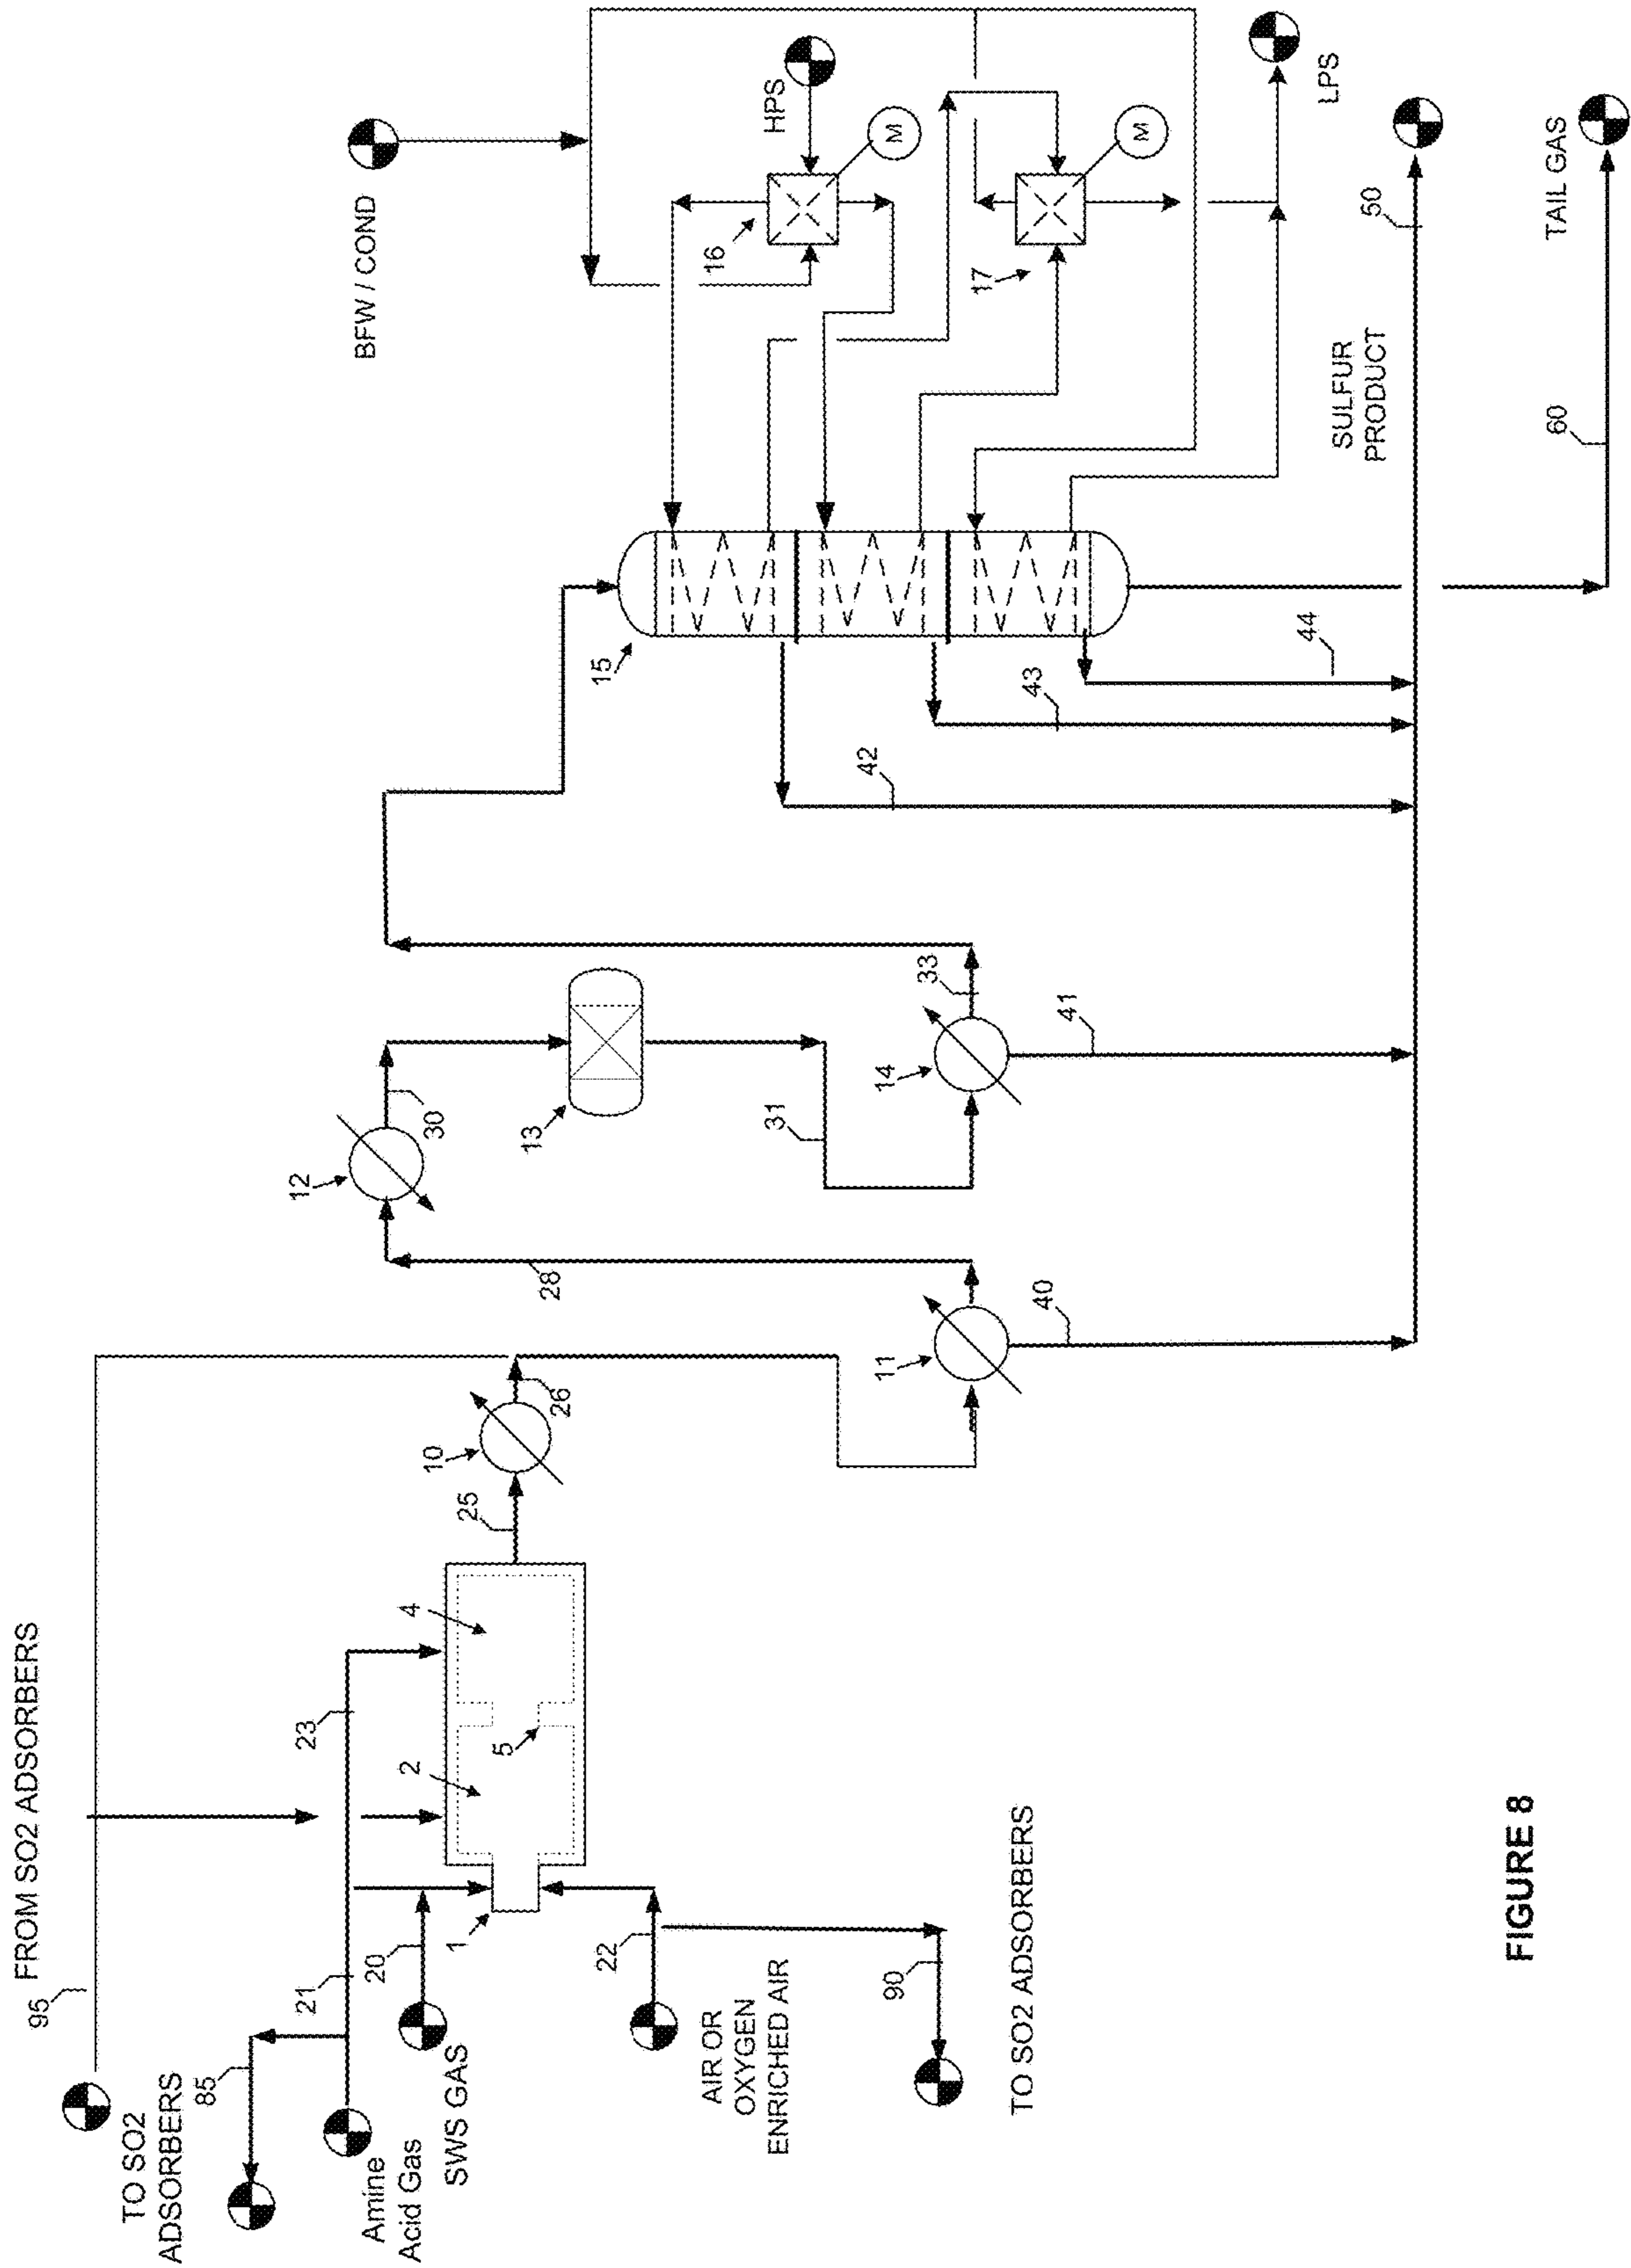 FROM SO2 ADSORBERS
95
TO SO2
ADSORBERS
85
21
23
Amine
Acid Gas
20
SWS GAS
1
2
4
5
22
AIR OR
OXYGEN
ENRICHED AIR
90
TO SO2 ADSORBERS
25
10
26
28
11
40
12
30
13
31
14
33
41
15
42
43
44
BFW / COND
16
HPS
M
17
M
LPS
SULFUR
PRODUCT
50
60
TAIL GAS
FIGURE 8